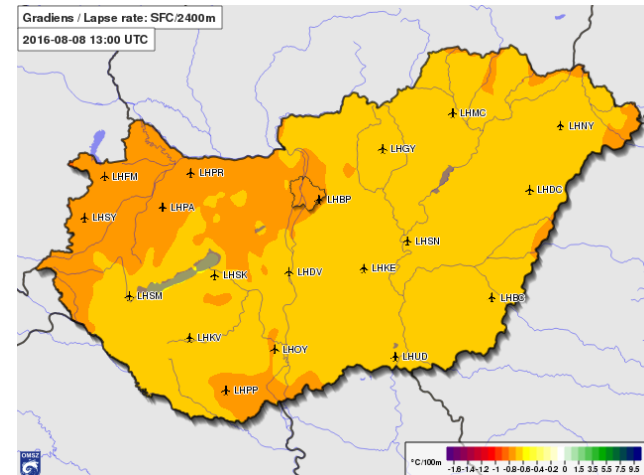 Gradiens / Lapse rate: SFC/2400m
2016-08-08 13:00 UTC
LHMC
LHNY
LHGY
LHFM
LHPR
LHDC
LHBP
LHPA
LHSY
LHSN
LHKE
LHDV
LHSK
LHSM
LHBC
LHKV
LHOY
LHUD
LHPP
OMSZ
°C/100m
-1.6 -1.4 -1.2 -1 -0.8 -0.6 -0.4 -0.2 0 1.5 3.5 5.5 7.5 9.5